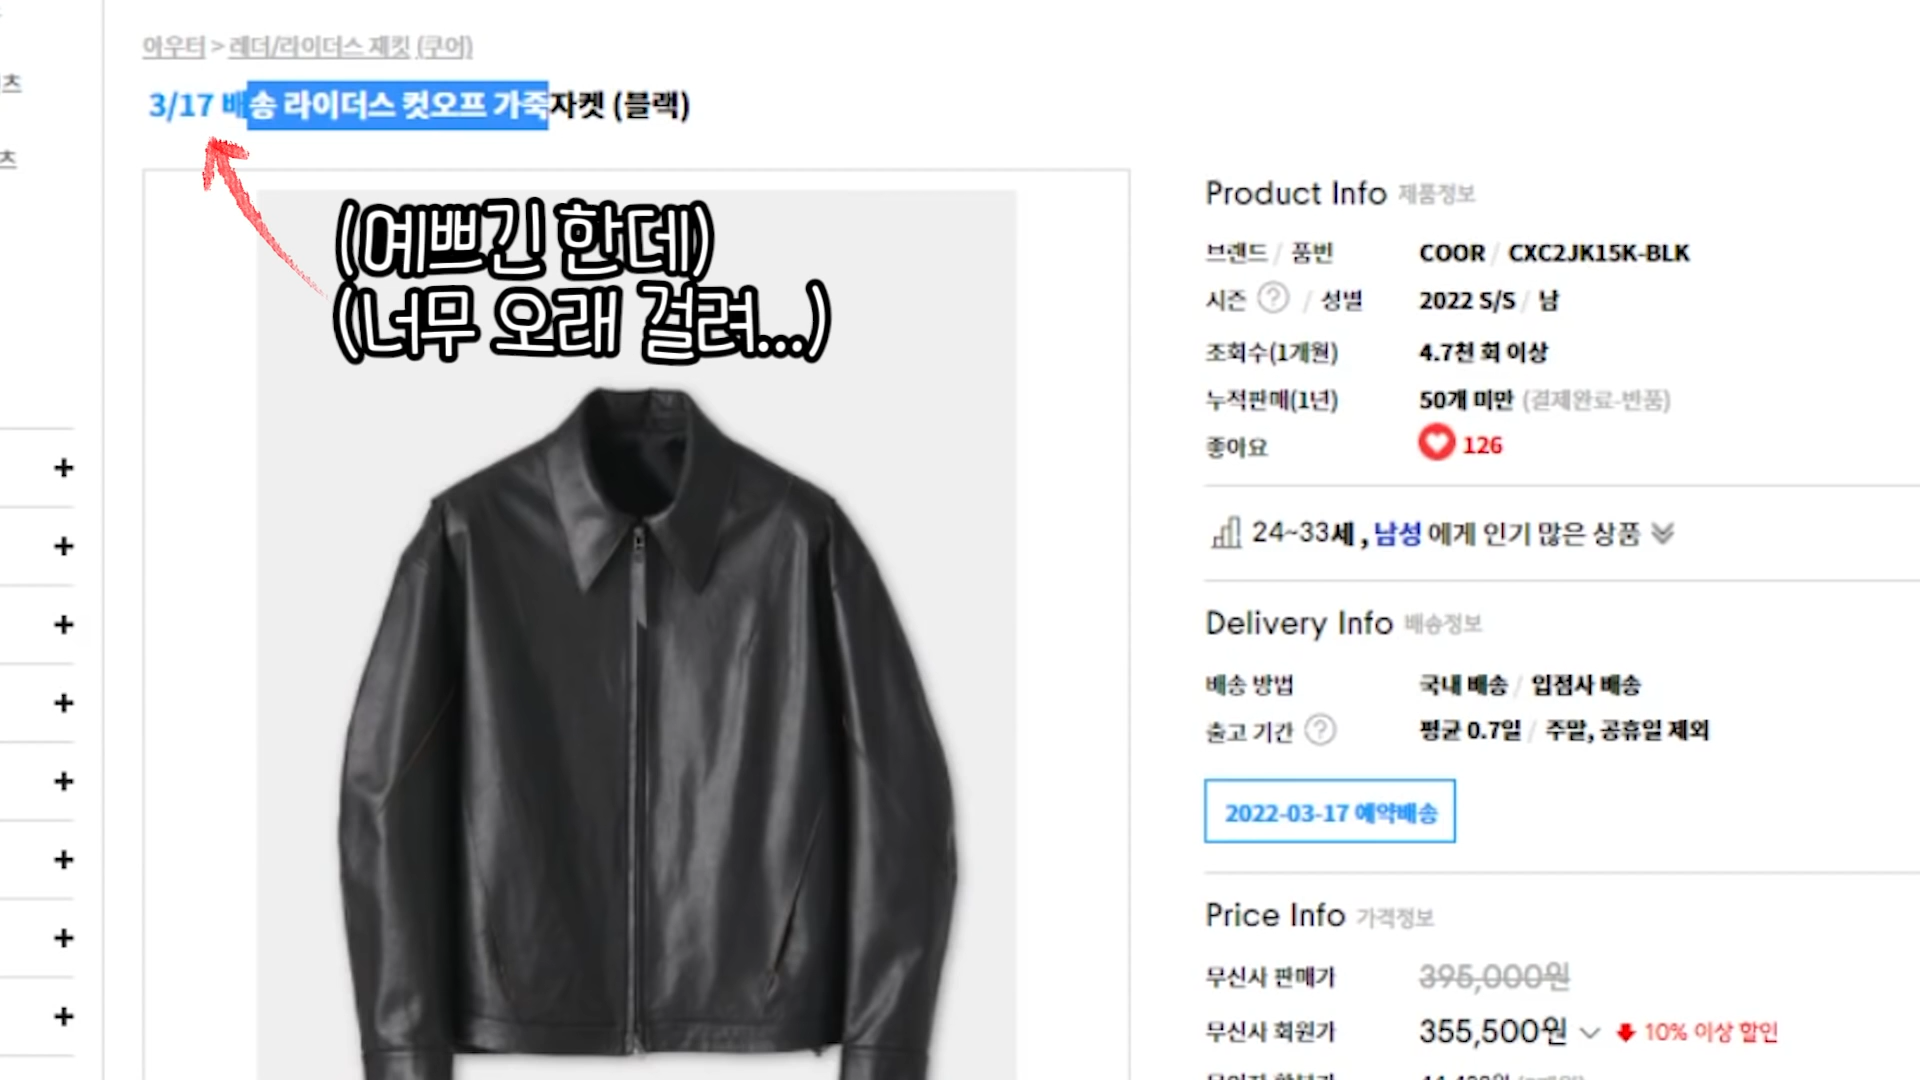 츠
츠
아우터 > 레더/라이더스 재킷 (쿠어)
3/17 배송 라이더스 컷오프 가죽자켓 (블랙)
(예쁘긴 한데)
(너무 오래 걸려...)
Product Info 제품정보
브랜드 / 품번 COOR / CXC2JK15K-BLK
시즌 ? / 성별 2022 S/S / 남
조회수(1개월) 4.7천 회 이상
누적판매(1년) 50개 미만 (결제완료-반품)
좋아요 126
24~33세, 남성 에게 인기 많은 상품
Delivery Info 배송정보
배송 방법 국내 배송 / 입점사 배송
출고 기간 ? 평균 0.7일 / 주말, 공휴일 제외
2022-03-17 예약배송
Price Info 가격정보
무신사 판매가 395,000원
무신사 회원가 355,500원 10% 이상 할인
+
+
+
+
+
+
+
+